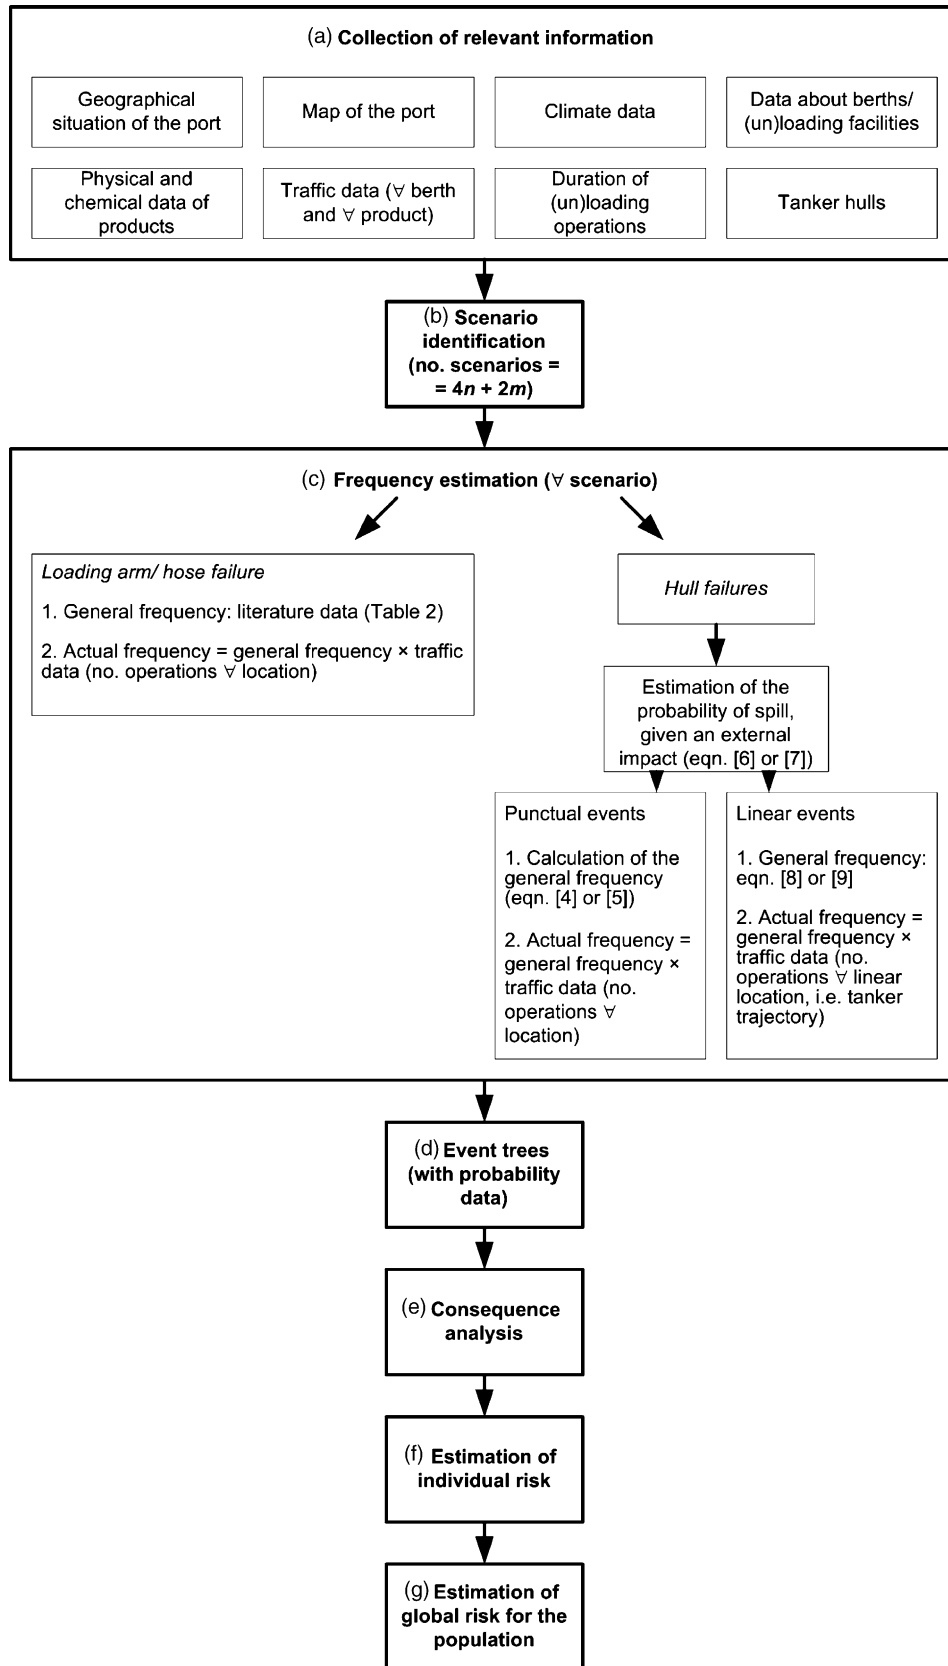 (a) Collection of relevant information
Geographical
situation of the port
Map of the port
Climate data
Data about berths/
(un)loading facilities
Physical and
chemical data of
products
Traffic data (∀ berth
and ∀ product)
Duration of
(un)loading
operations
Tanker hulls
(b) Scenario
identification
(no. scenarios =
= 4n + 2m)
(c) Frequency estimation (∀ scenario)
Loading arm/ hose failure
1. General frequency: literature data (Table 2)
2. Actual frequency = general frequency × traffic
data (no. operations ∀ location)
Hull failures
Estimation of the
probability of spill,
given an external
impact (eqn. [6] or [7])
Punctual events
1. Calculation of the
general frequency
(eqn. [4] or [5])
2. Actual frequency =
general frequency ×
traffic data (no.
operations ∀
location)
Linear events
1. General frequency:
eqn. [8] or [9]
2. Actual frequency =
general frequency ×
traffic data (no.
operations ∀ linear
location, i.e. tanker
trajectory)
(d) Event trees
(with probability
data)
(e) Consequence
analysis
(f) Estimation of
individual risk
(g) Estimation of
global risk for the
population